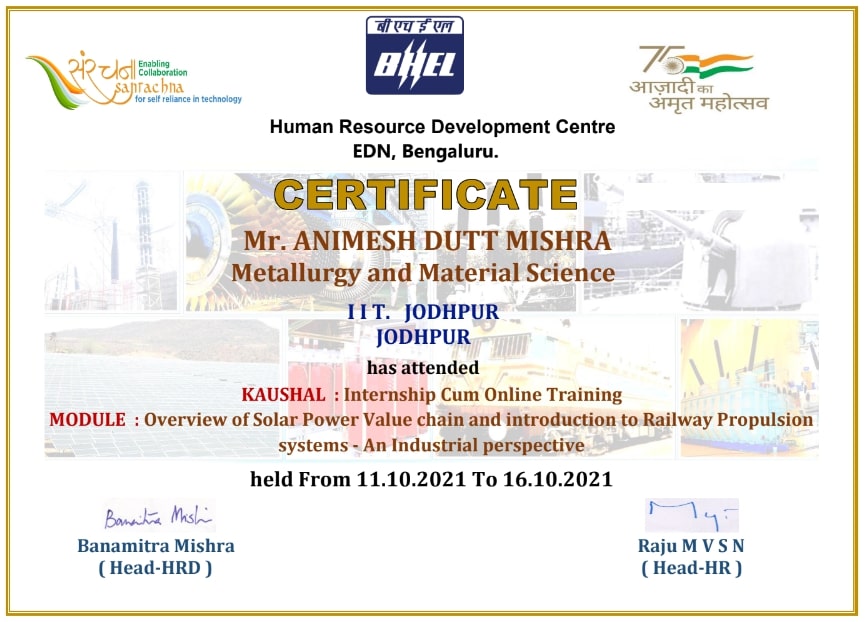 संरचना
Enabling
Collaboration
sanrachna
for self reliance in technology
बी एच ई एल
BHEL
75
आज़ादी का
अमृत महोत्सव
Human Resource Development Centre
EDN, Bengaluru.
CERTIFICATE
Mr. ANIMESH DUTT MISHRA
Metallurgy and Material Science
I I T. JODHPUR
JODHPUR
has attended
KAUSHAL : Internship Cum Online Training
MODULE : Overview of Solar Power Value chain and introduction to Railway Propulsion
systems - An Industrial perspective
held From 11.10.2021 To 16.10.2021
Banamitra Mishra
Banamitra Mishra
( Head-HRD )
Raju M V S N
( Head-HR )